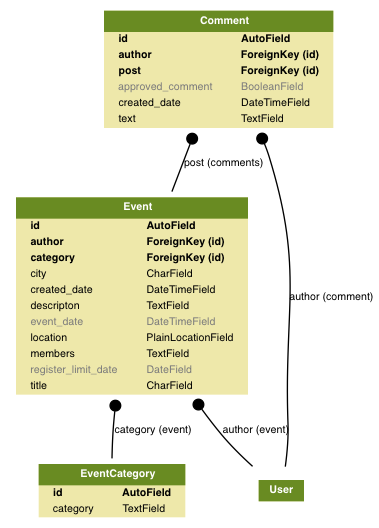 Comment
id AutoField
author ForeignKey (id)
post ForeignKey (id)
approved_comment BooleanField
created_date DateTimeField
text TextField
post (comments)
Event
id AutoField
author ForeignKey (id)
category ForeignKey (id)
city CharField
created_date DateTimeField
descripton TextField
event_date DateTimeField
location PlainLocationField
members TextField
register_limit_date DateField
title CharField
author (comment)
category (event)
author (event)
EventCategory
id AutoField
category TextField
User